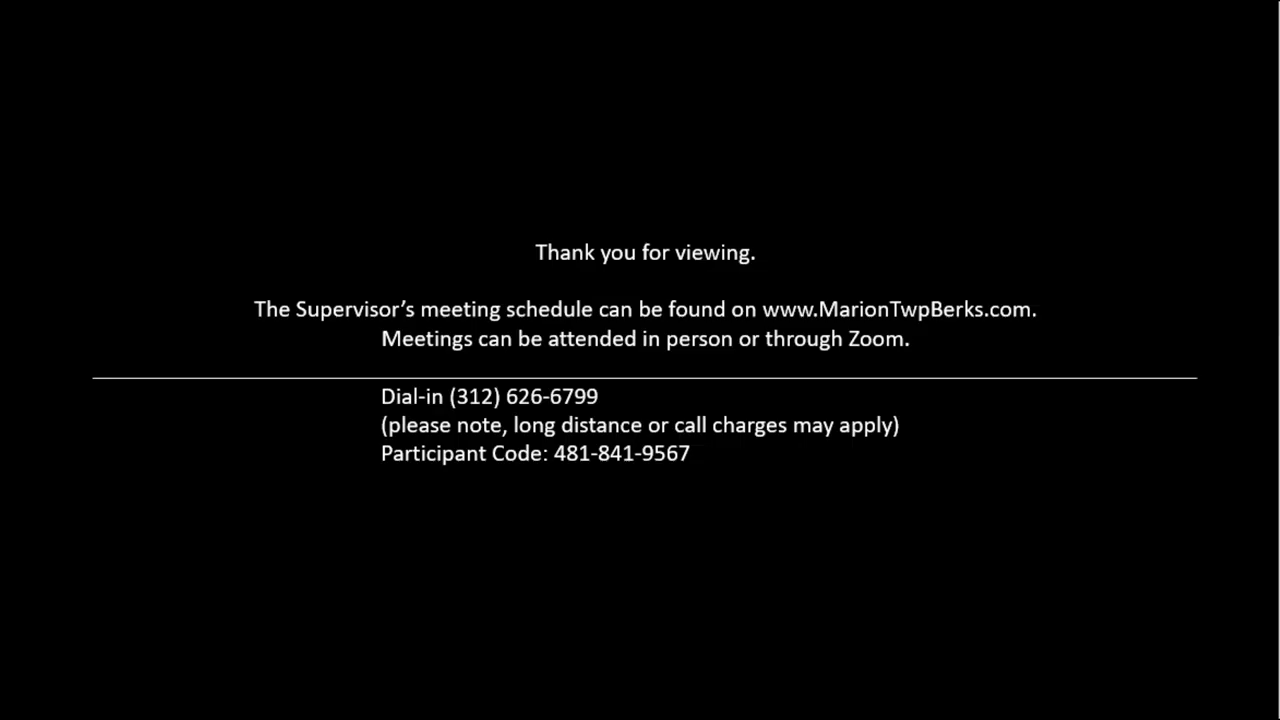 Thank you for viewing.
The Supervisor’s meeting schedule can be found on www.MarionTwpBerks.com.
Meetings can be attended in person or through Zoom.
Dial-in (312) 626-6799
(please note, long distance or call charges may apply)
Participant Code: 481-841-9567